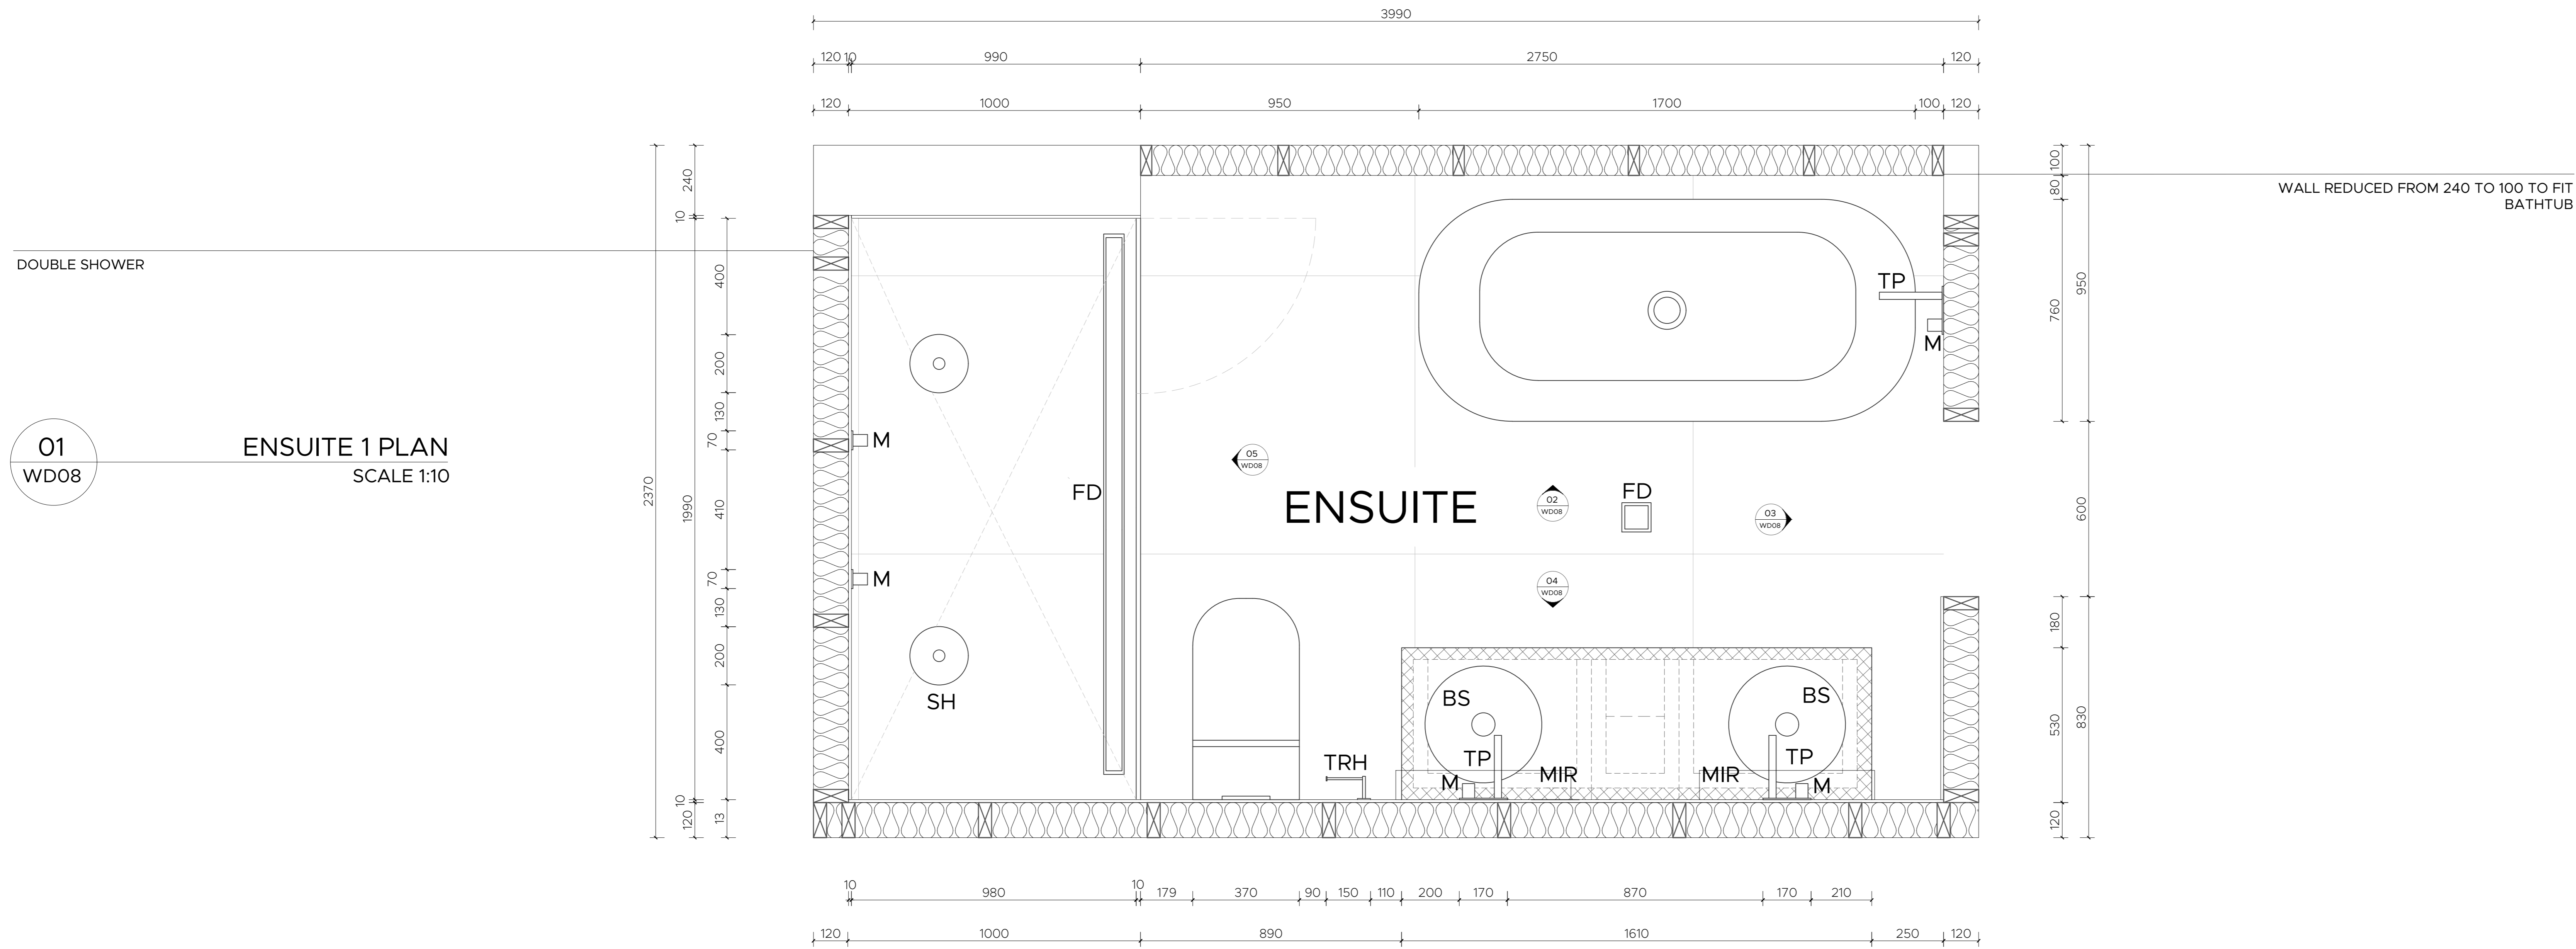 3990
120 10 990 2750 120
120 1000 950 1700 100 120
WALL REDUCED FROM 240 TO 100 TO FIT
BATHTUB
DOUBLE SHOWER
01
WD08
ENSUITE 1 PLAN
SCALE 1:10
2370
240
10
1990
10
120
400
200
130
70
410
70
130
200
400
13
FD
M
M
SH
TP
M
05
WD08
ENSUITE
02
WD08
FD
03
WD08
04
WD08
BS
BS
TP
TP
TRH
M
MIR
MIR
M
100
80
760
180
530
120
950
600
830
10 980 10 179 370 90 150 110 200 170 870 170 210
120 1000 890 1610 250 120